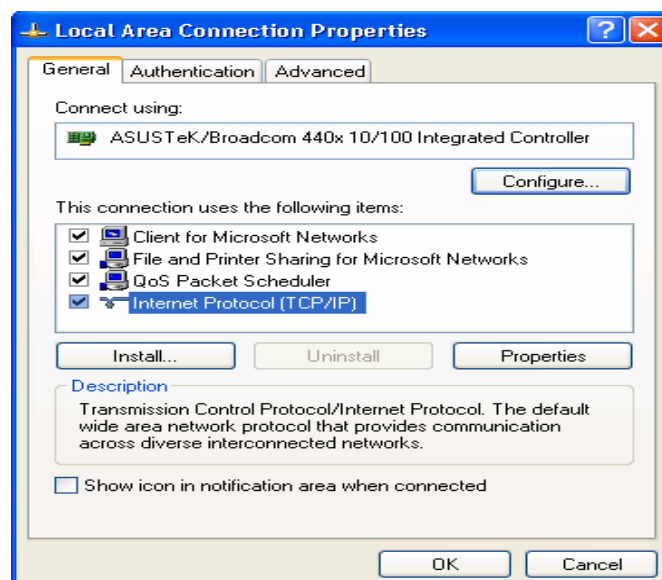 Local Area Connection Properties
General Authentication Advanced
Connect using:
ASUSTeK/Broadcom 440x 10/100 Integrated Controller
Configure...
This connection uses the following items:
Client for Microsoft Networks
File and Printer Sharing for Microsoft Networks
QoS Packet Scheduler
Internet Protocol (TCP/IP)
Install... Uninstall Properties
Description
Transmission Control Protocol/Internet Protocol. The default
wide area network protocol that provides communication
across diverse interconnected networks.
Show icon in notification area when connected
OK Cancel